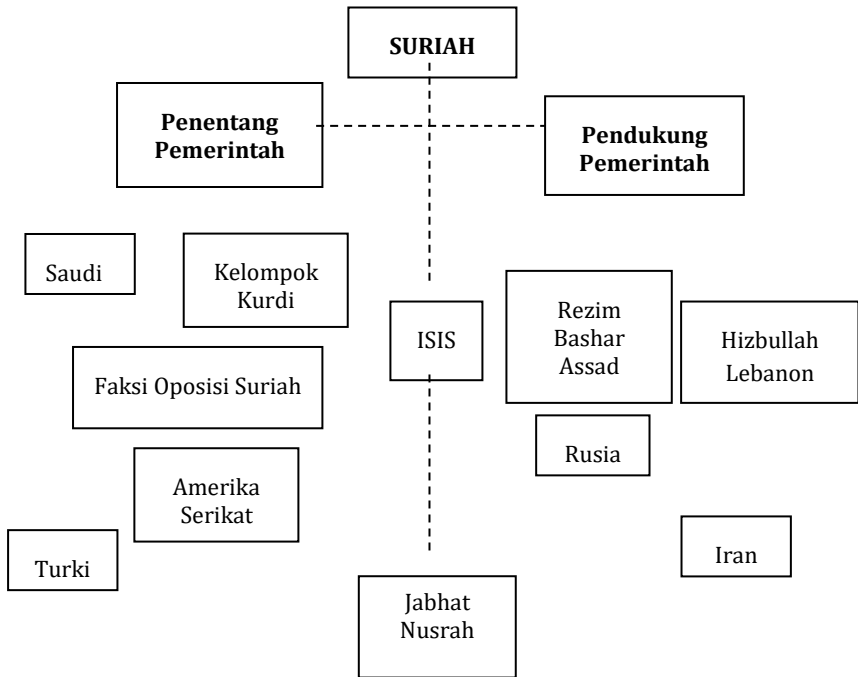 SURIAH
Penentang
Pemerintah
Pendukung
Pemerintah
Saudi
Kelompok
Kurdi
ISIS
Rezim
Bashar
Assad
Hizbullah
Lebanon
Faksi Oposisi Suriah
Rusia
Amerika
Serikat
Turki
Iran
Jabhat
Nusrah